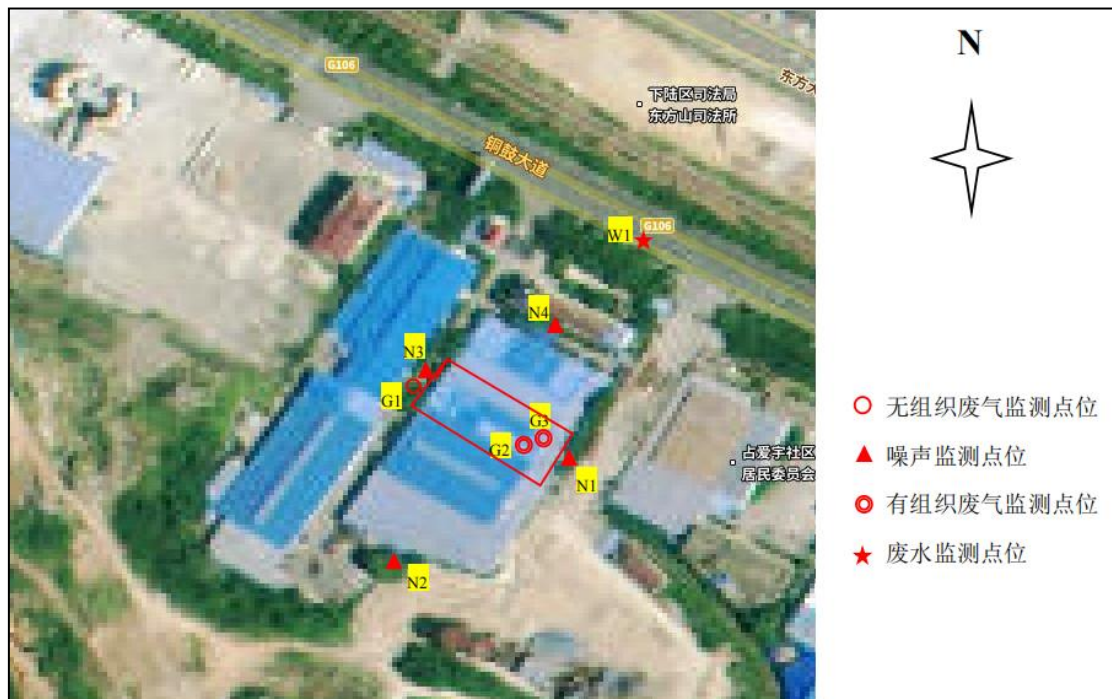 N
G106
下陆区司法局
东方山司法所
东方大
铜鼓大道
W1
G106
N4
N3
G1
G3
G2
N1
占爱宇社区
居民委员会
N2
无组织废气监测点位
噪声监测点位
有组织废气监测点位
废水监测点位